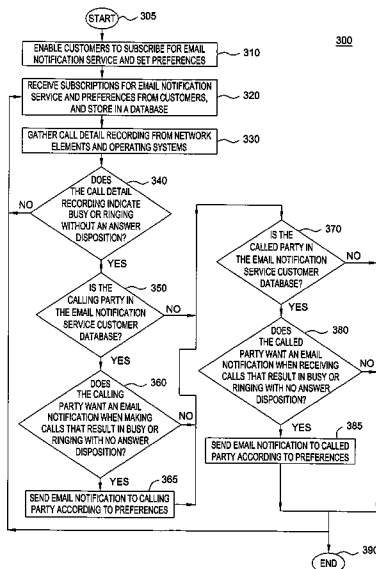 START
305
300
ENABLE CUSTOMERS TO SUBSCRIBE FOR EMAIL
NOTIFICATION SERVICE AND SET PREFERENCES
310
RECEIVE SUBSCRIPTIONS FOR EMAIL NOTIFICATION
SERVICE AND PREFERENCES FROM CUSTOMERS,
AND STORE IN A DATABASE
320
GATHER CALL DETAIL RECORDING FROM NETWORK
ELEMENTS AND OPERATING SYSTEMS
330
DOES
THE CALL DETAIL
RECORDING INDICATE
BUSY OR RINGING
WITHOUT AN ANSWER
DISPOSITION?
340
NO
YES
IS THE
CALLING PARTY IN
THE EMAIL NOTIFICATION
SERVICE CUSTOMER
DATABASE?
350
NO
YES
DOES
THE CALLING
PARTY WANT AN EMAIL
NOTIFICATION WHEN MAKING
CALLS THAT RESULT IN BUSY OR
RINGING WITH NO ANSWER
DISPOSITION?
360
NO
YES
365
SEND EMAIL NOTIFICATION TO CALLING
PARTY ACCORDING TO PREFERENCES
IS THE
CALLED PARTY IN
THE EMAIL NOTIFICATION
SERVICE CUSTOMER
DATABASE?
370
NO
YES
DOES
THE CALLED PARTY
WANT AN EMAIL
NOTIFICATION WHEN RECEIVING
CALLS THAT RESULT IN BUSY OR
RINGING WITH NO ANSWER
DISPOSITION?
380
NO
YES
385
SEND EMAIL NOTIFICATION TO CALLED
PARTY ACCORDING TO PREFERENCES
END
390